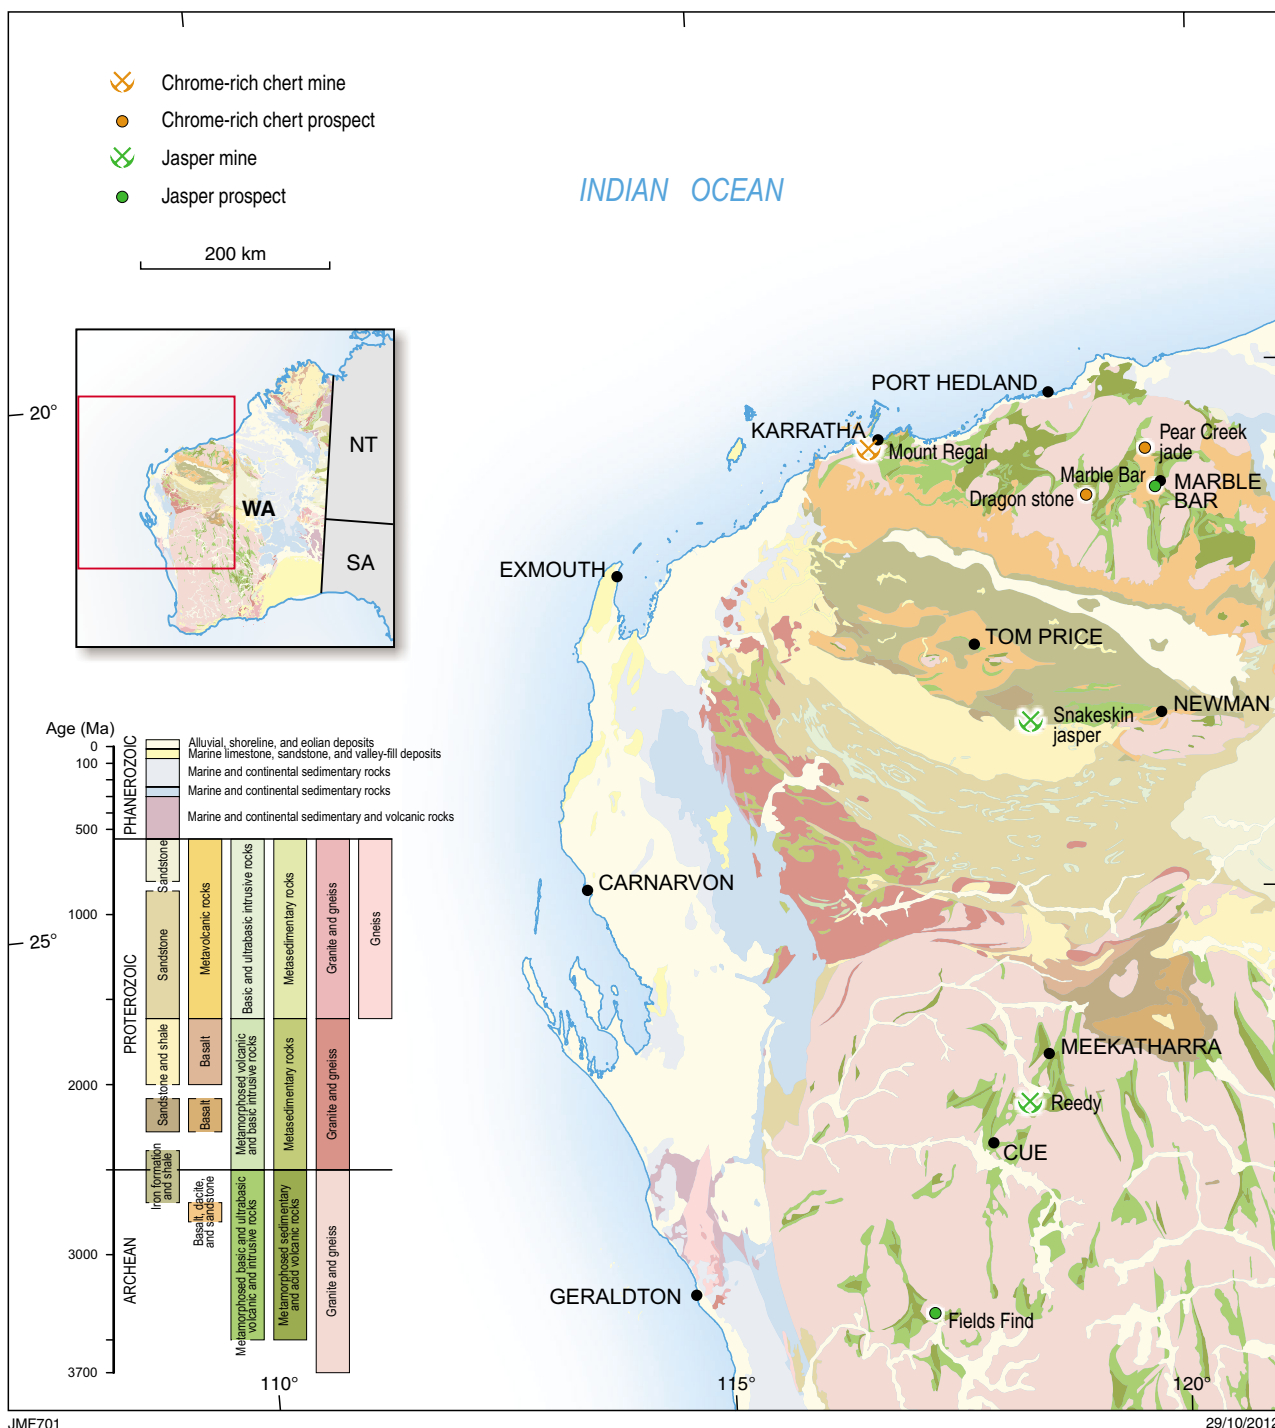 Chrome-rich chert mine
Chrome-rich chert prospect
Jasper mine
Jasper prospect
200 km
INDIAN OCEAN
20°
25°
NT
WA
SA
PORT HEDLAND
KARRATHA
Mount Regal
Pear Creek
jade
Marble Bar
MARBLE
BAR
Dragon stone
EXMOUTH
TOM PRICE
NEWMAN
Snakeskin
jasper
CARNARVON
MEEKATHARRA
Reedy
CUE
GERALDTON
Fields Find
Age (Ma)
0
100
500
1000
2000
3000
3700
PHANEROZOIC
PROTEROZOIC
ARCHEAN
Alluvial, shoreline, and eolian deposits
Marine limestone, sandstone, and valley-fill deposits
Marine and continental sedimentary rocks
Marine and continental sedimentary rocks
Marine and continental sedimentary and volcanic rocks
Sandstone
Sandstone
Sandstone and shale
Iron formation
and shale
Metavolcanic rocks
Basalt
Basalt
Basalt, dacite,
and sandstone
Basic and ultrabasic intrusive rocks
Metamorphosed volcanic
and basic intrusive rocks
Metamorphosed basic and ultrabasic
volcanic and intrusive rocks
Metasedimentary rocks
Metasedimentary rocks
Metamorphosed sedimentary
and acid volcanic rocks
Granite and gneiss
Granite and gneiss
Granite and gneiss
Gneiss
110°
115°
120°
JMF701
29/10/2012